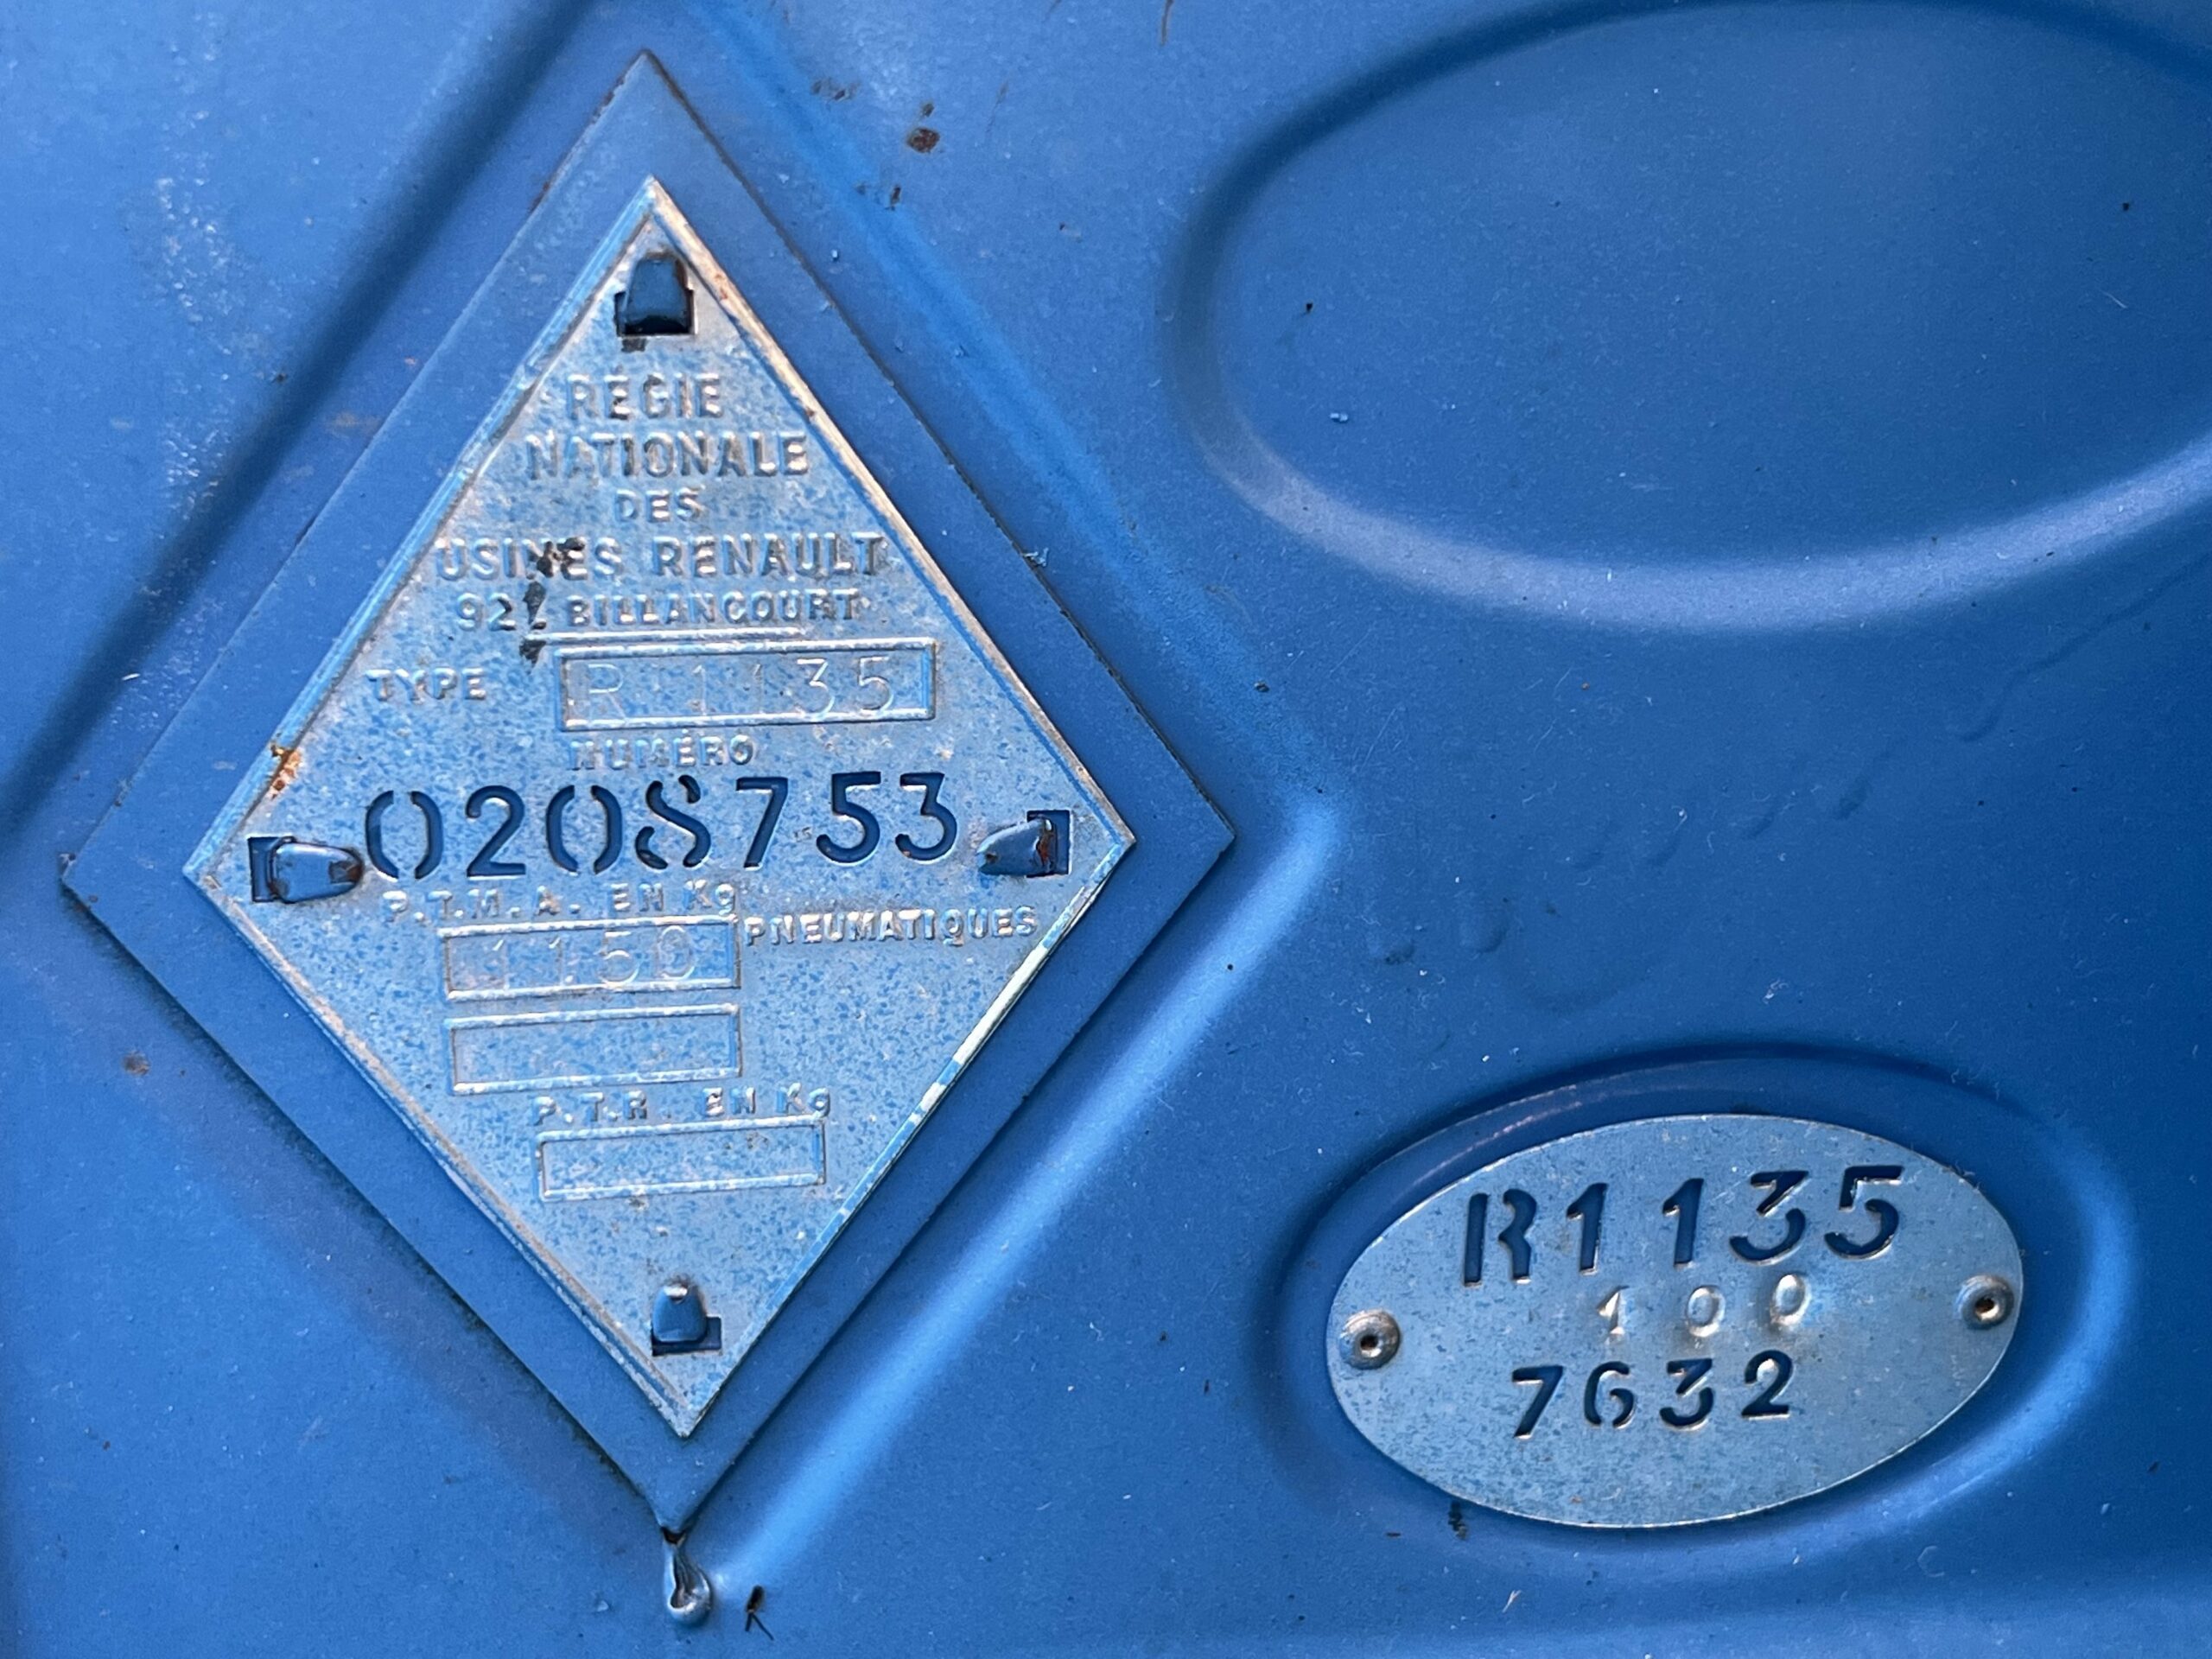 RÉGIE
NATIONALE
DES
USINES RENAULT
92 BILLANCOURT
TYPE R 1135
NUMÉRO
0208753
P.T.M.A. EN Kg
PNEUMATIQUES
1150
P.T.R. EN Kg
R1135
100
7632